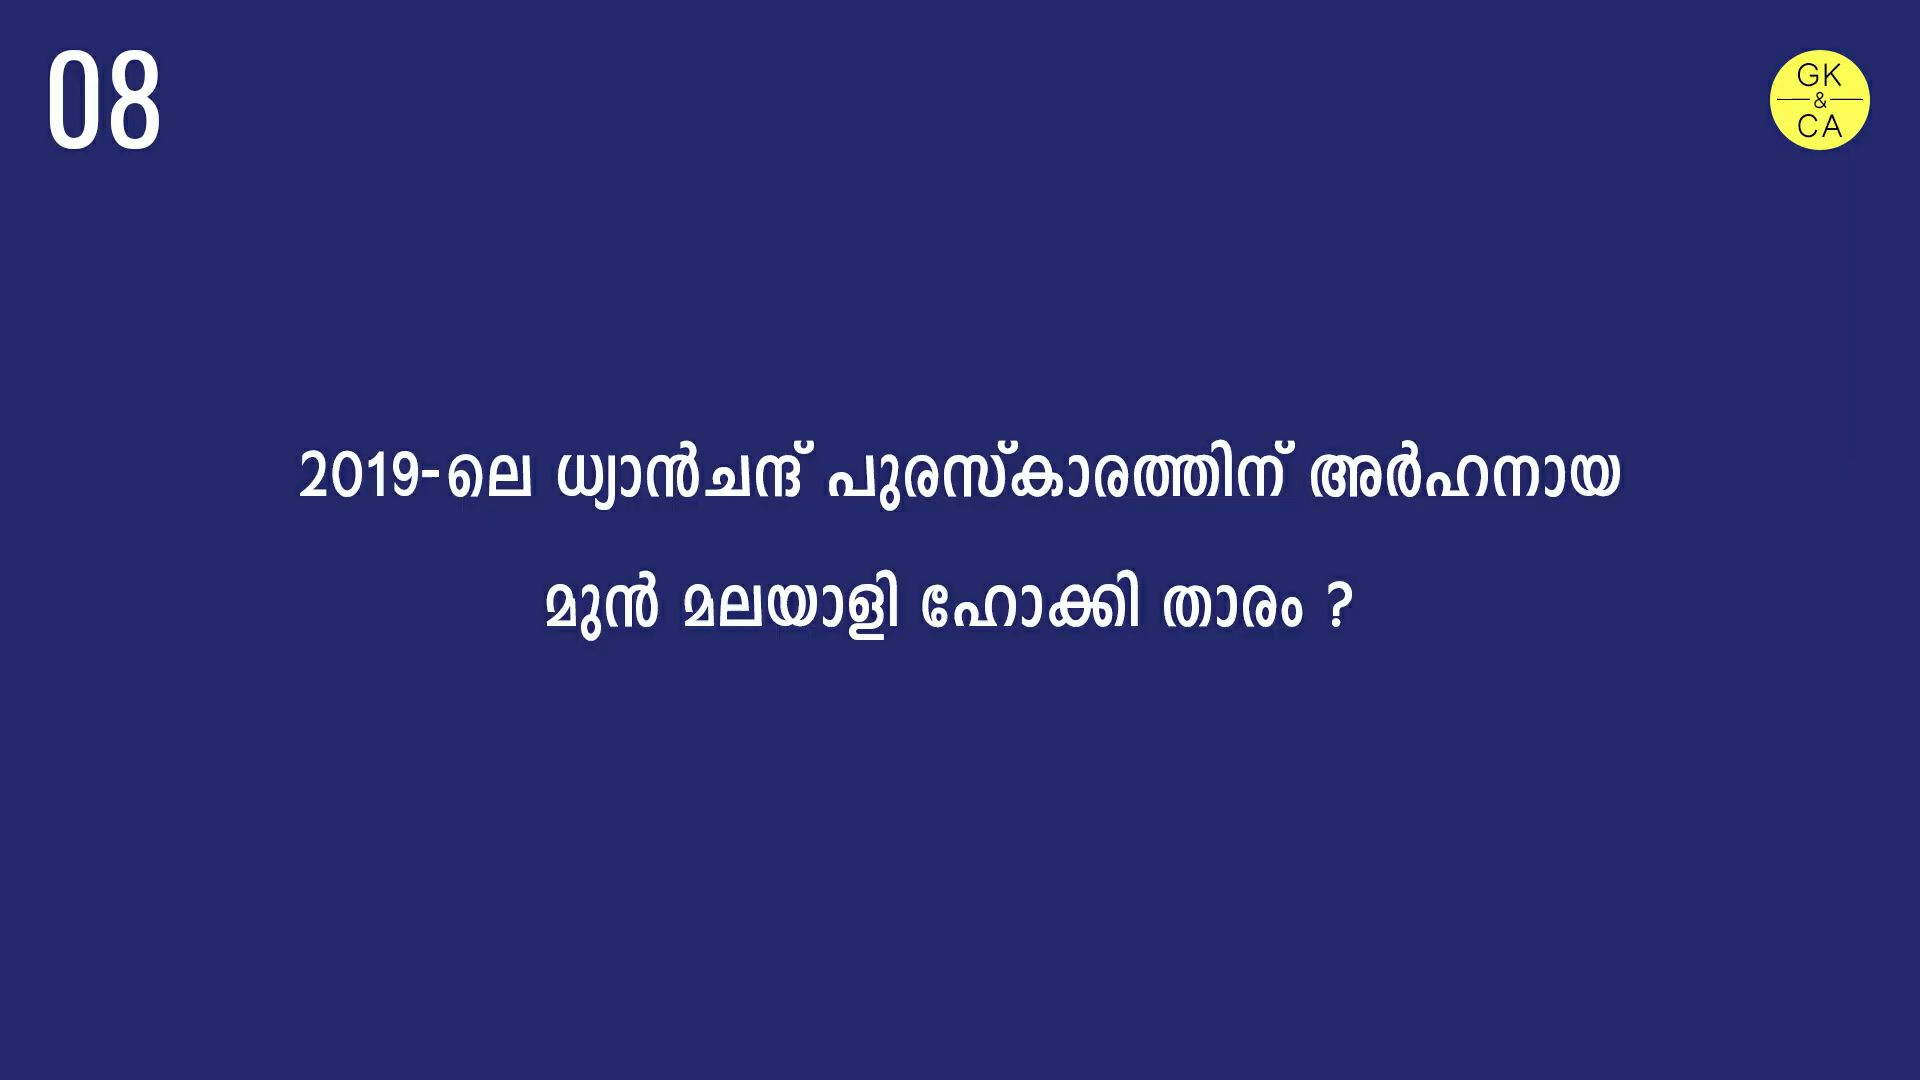 08
GK
&
CA
2019-ലെ ധ്യാൻചന്ദ് പുരസ്കാരത്തിന് അർഹനായ
മുൻ മലയാളി ഹോക്കി താരം ?